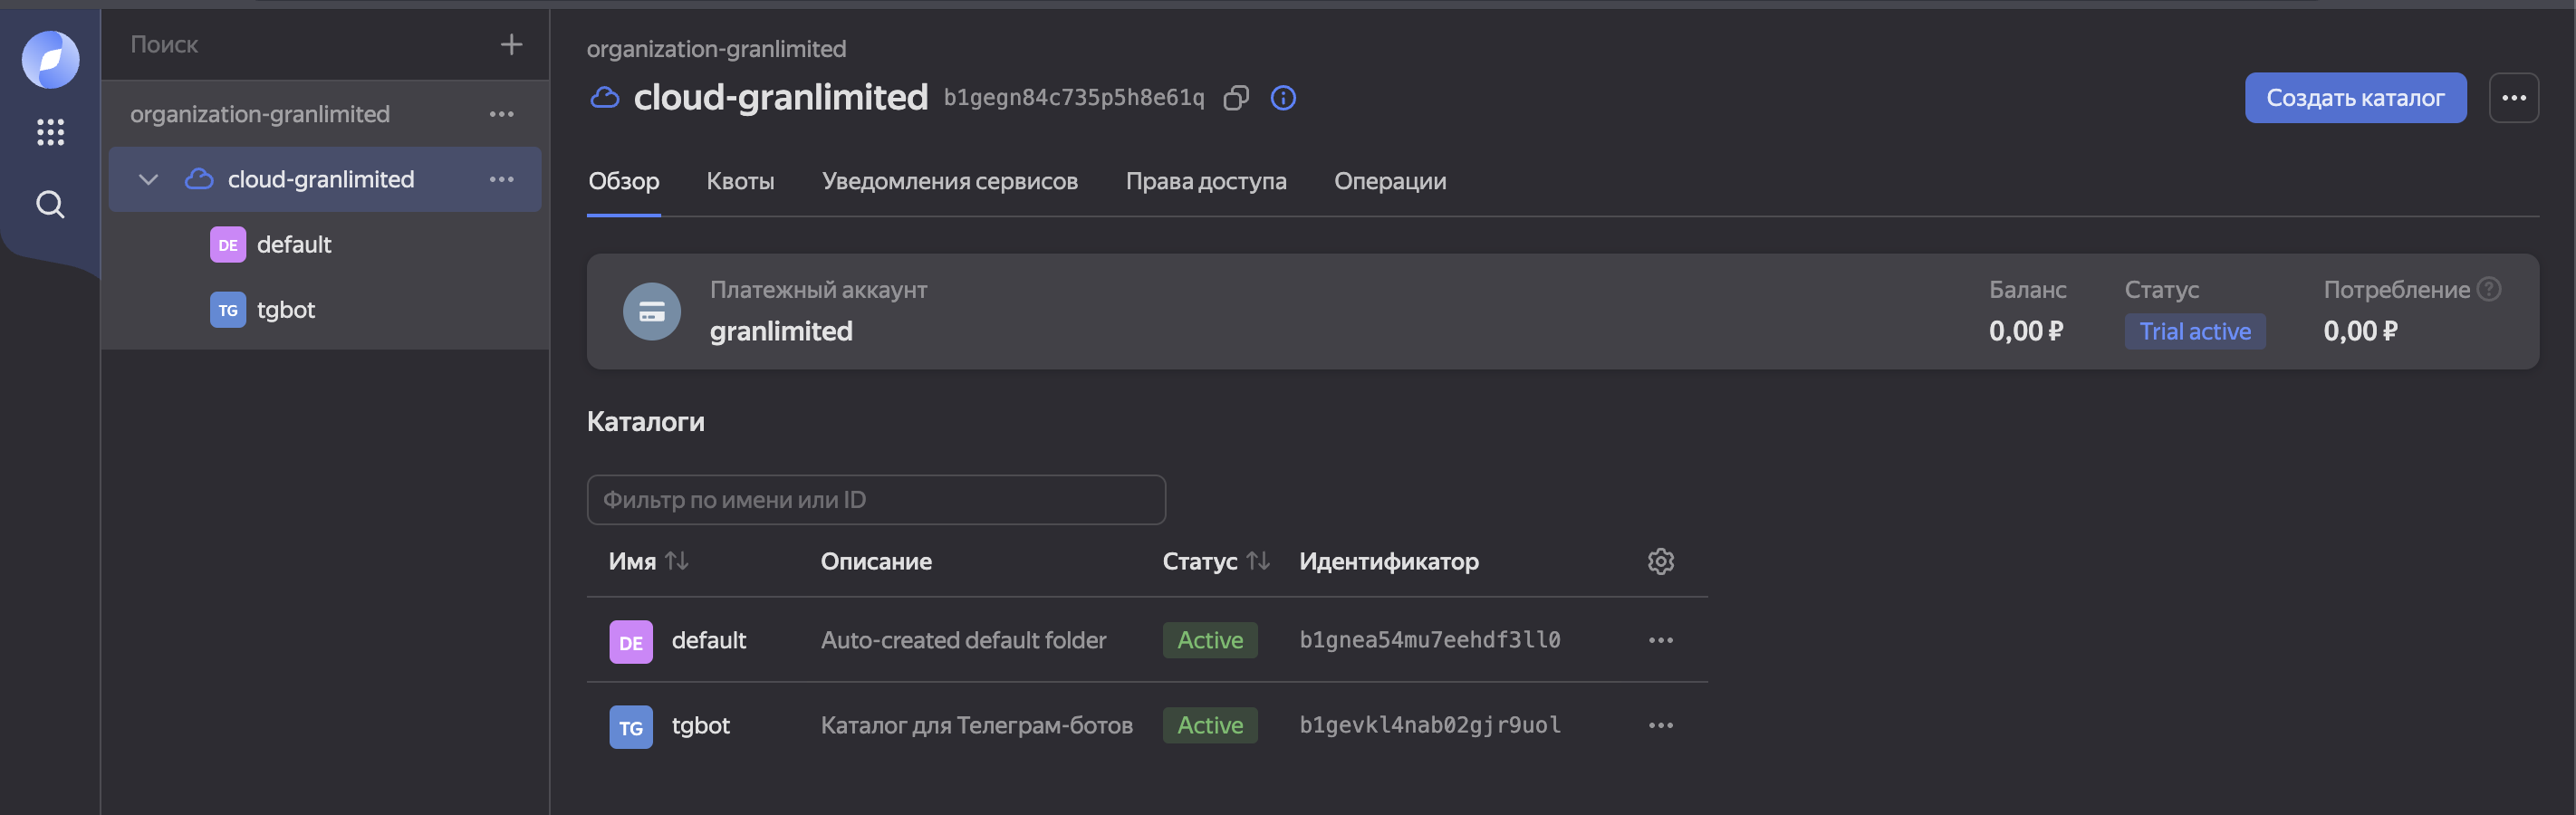 Поиск
organization-granlimited
cloud-granlimited
DE default
TG tgbot
organization-granlimited
cloud-granlimited b1gegn84c735p5h8e61q
Создать каталог
Обзор Квоты Уведомления сервисов Права доступа Операции
Платежный аккаунт
granlimited
Баланс Статус Потребление ?
0,00 ₽ Trial active 0,00 ₽
Каталоги
Фильтр по имени или ID
Имя Описание Статус Идентификатор
DE default Auto-created default folder Active b1gnea54mu7eehdf3ll0
TG tgbot Каталог для Телеграм-ботов Active b1gevkl4nab02gjr9uol